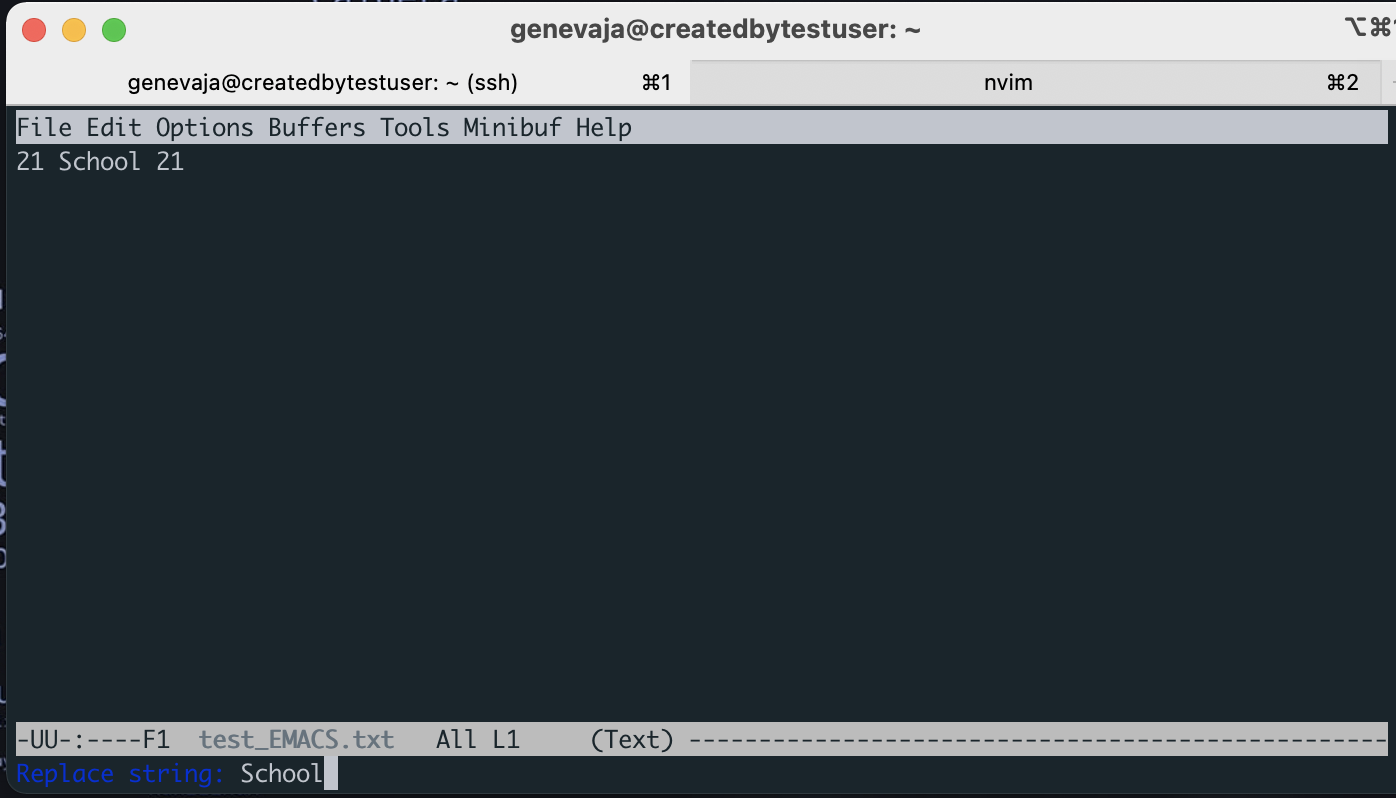 genevaja@createdbytestuser: ~ ⌥⌘
genevaja@createdbytestuser: ~ (ssh) ⌘1 nvim ⌘2
File Edit Options Buffers Tools Minibuf Help
21 School 21
-UU-:----F1  test_EMACS.txt   All L1     (Text) --------------------------------------------------
Replace string: School